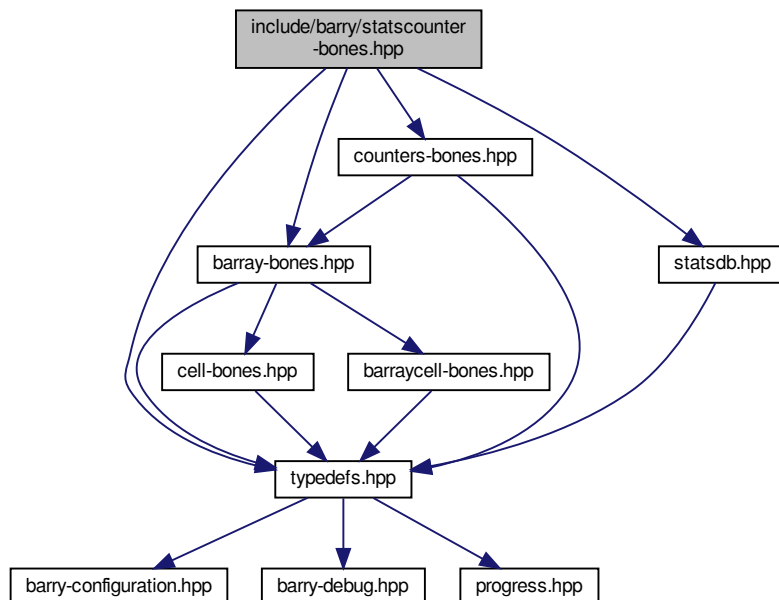 include/barry/statscounter
-bones.hpp
counters-bones.hpp
barray-bones.hpp
statsdb.hpp
cell-bones.hpp
barraycell-bones.hpp
typedefs.hpp
barry-configuration.hpp
barry-debug.hpp
progress.hpp